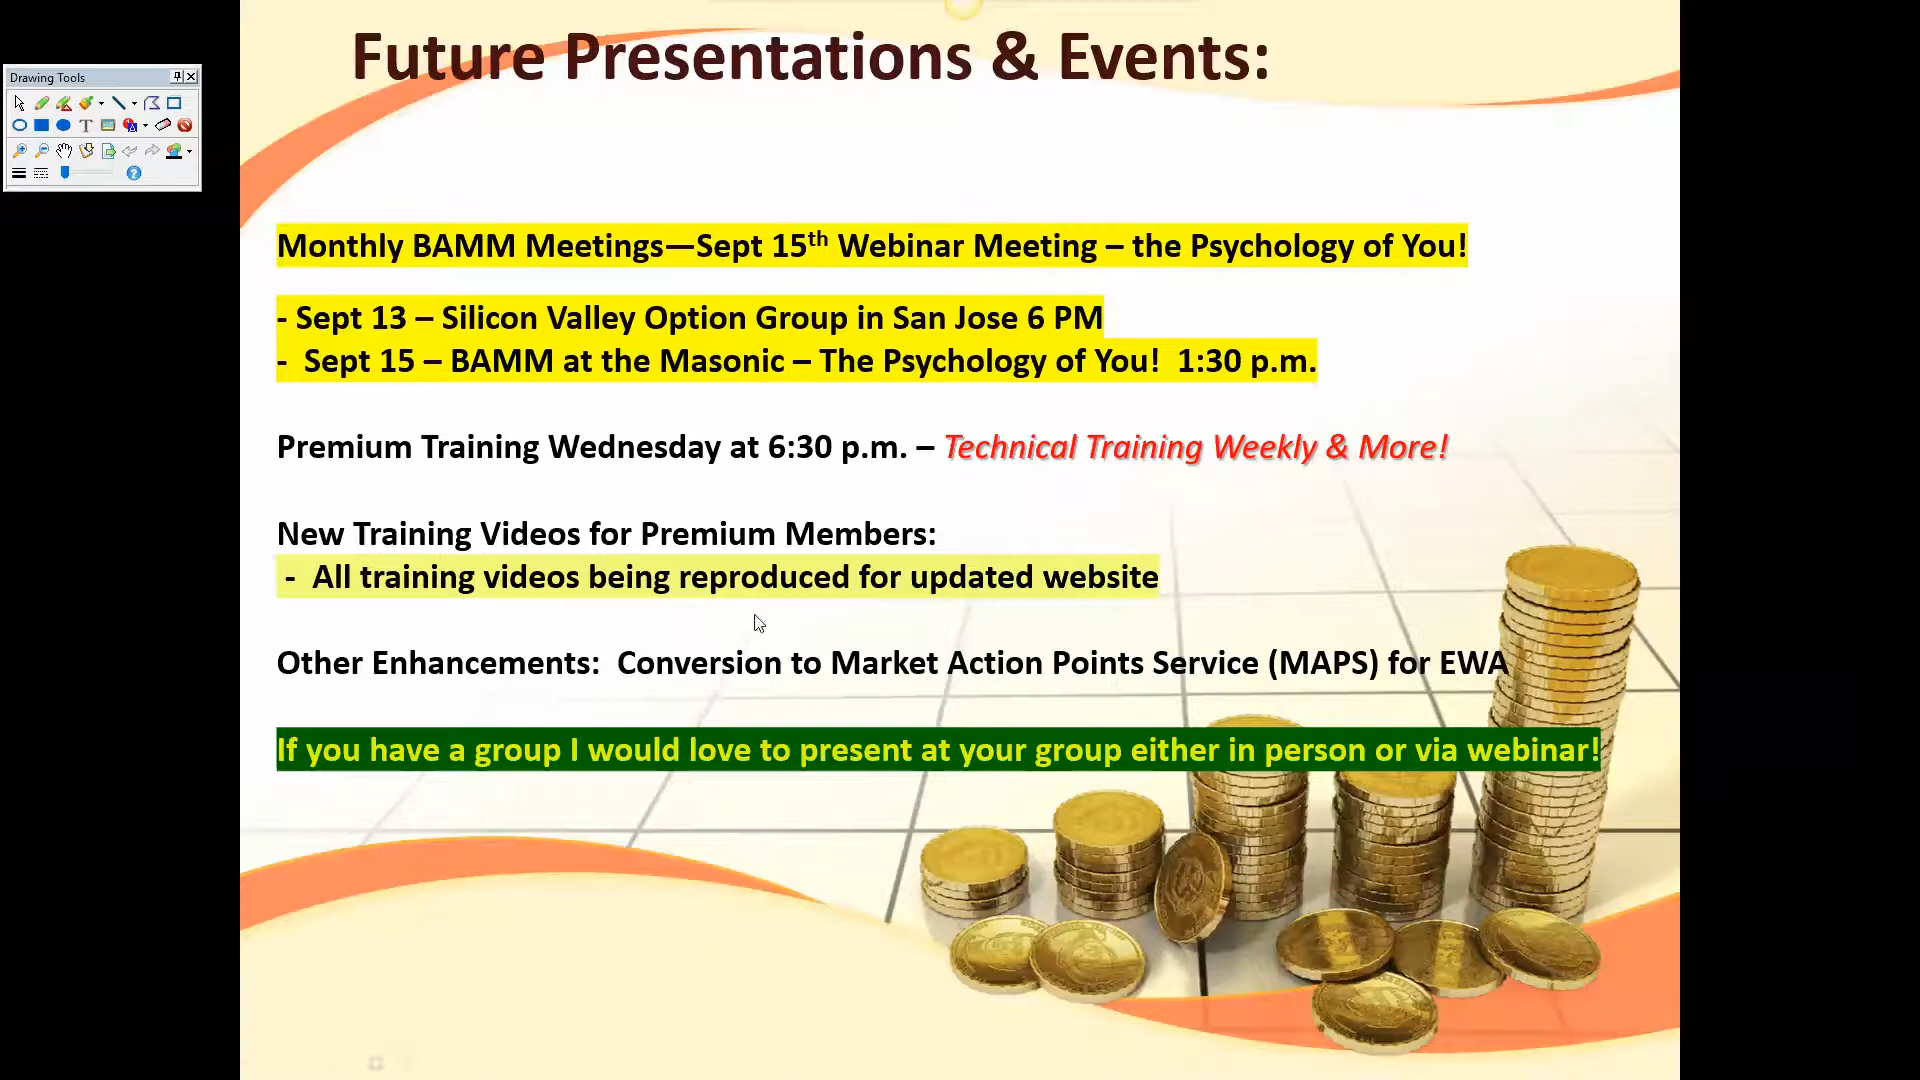 Future Presentations & Events:
Drawing Tools
Monthly BAMM Meetings—Sept 15th Webinar Meeting – the Psychology of You!
- Sept 13 – Silicon Valley Option Group in San Jose 6 PM
- Sept 15 – BAMM at the Masonic – The Psychology of You! 1:30 p.m.
Premium Training Wednesday at 6:30 p.m. – Technical Training Weekly & More!
New Training Videos for Premium Members:
- All training videos being reproduced for updated website
Other Enhancements: Conversion to Market Action Points Service (MAPS) for EWA
If you have a group I would love to present at your group either in person or via webinar!